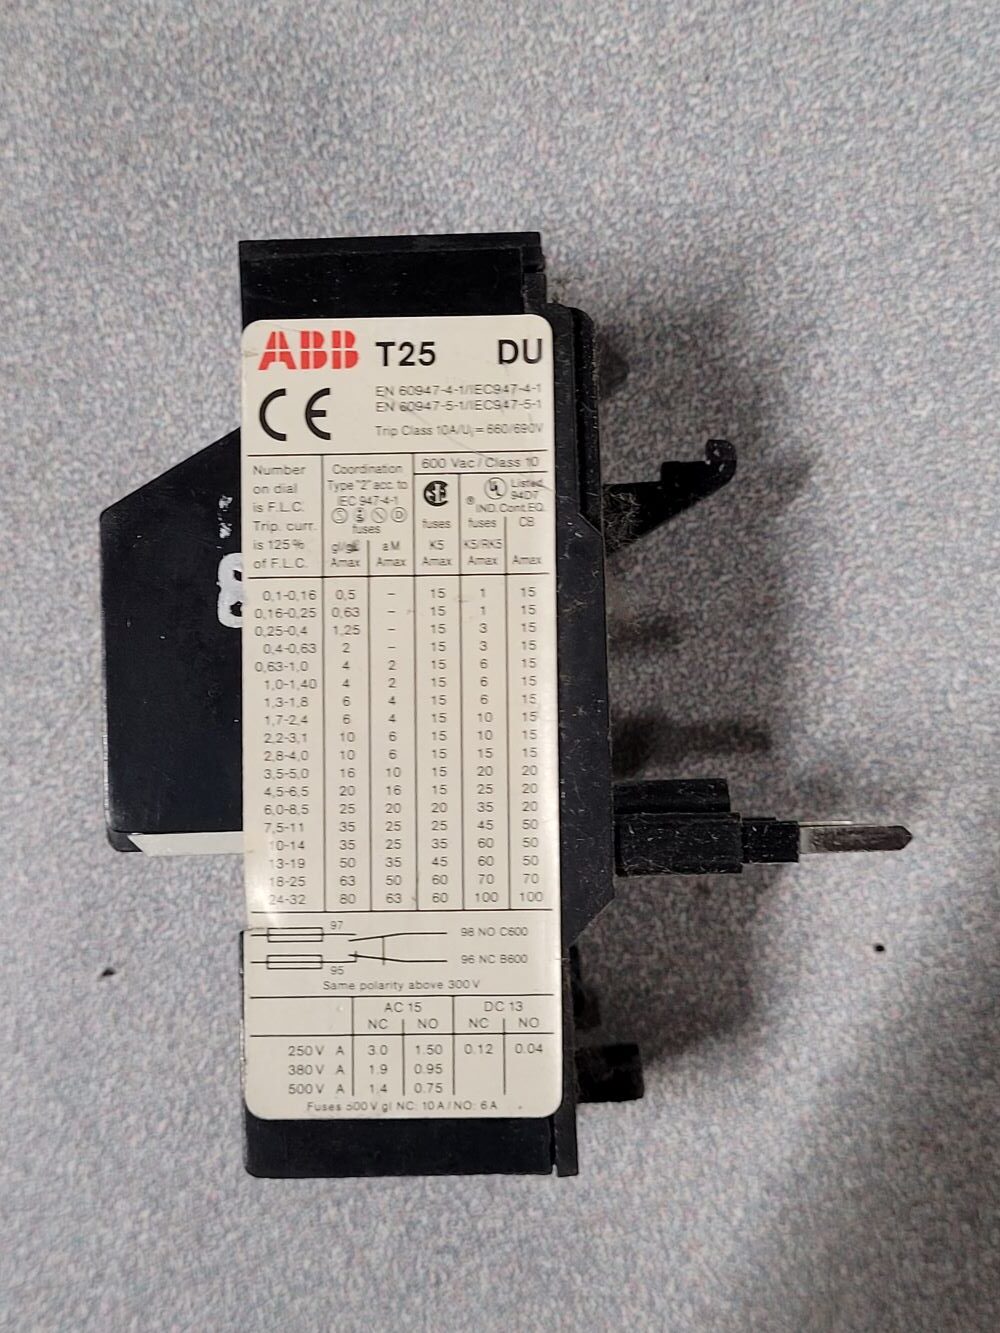 ABB T25 DU
CE
EN 60947-4-1/IEC947-4-1
EN 60947-5-1/IEC947-5-1
Trip Class 10A/Ui=660/690V
Number
on dial
is F.L.C.
Trip. curr.
is 125%
of F.L.C.
Coordination
Type "2" acc. to
IEC 947-4-1
S N D
fuses
aM
Amax Amax
600 Vac/Class 10
fuses
K5
Amax
UL Listed
94D7
® IND.Cont.EQ.
fuses CB
K5/RK5
Amax Amax
0,1-0,16 0,5 – 15 1 15
0,16-0,25 0,63 – 15 1 15
0,25-0,4 1,25 – 15 3 15
0,4-0,63 2 – 15 3 15
0,63-1,0 4 2 15 6 15
1,0-1,40 4 2 15 6 15
1,3-1,8 6 4 15 6 15
1,7-2,4 6 4 15 10 15
2,2-3,1 10 6 15 10 15
2,8-4,0 10 6 15 15 15
3,5-5,0 16 10 15 20 20
4,5-6,5 20 16 15 25 20
6,0-8,5 25 20 20 35 20
7,5-11 35 25 25 45 50
10-14 35 25 35 60 50
13-19 50 35 45 60 50
18-25 63 50 60 70 70
24-32 80 63 60 100 100
97
98 NO C600
96 NC B600
95
Same polarity above 300V
AC 15 DC 13
NC NO NC NO
250V A 3.0 1.50 0.12 0.04
380V A 1.9 0.95
500V A 1.4 0.75
Fuses 500V gl NC: 10A/NO: 6A